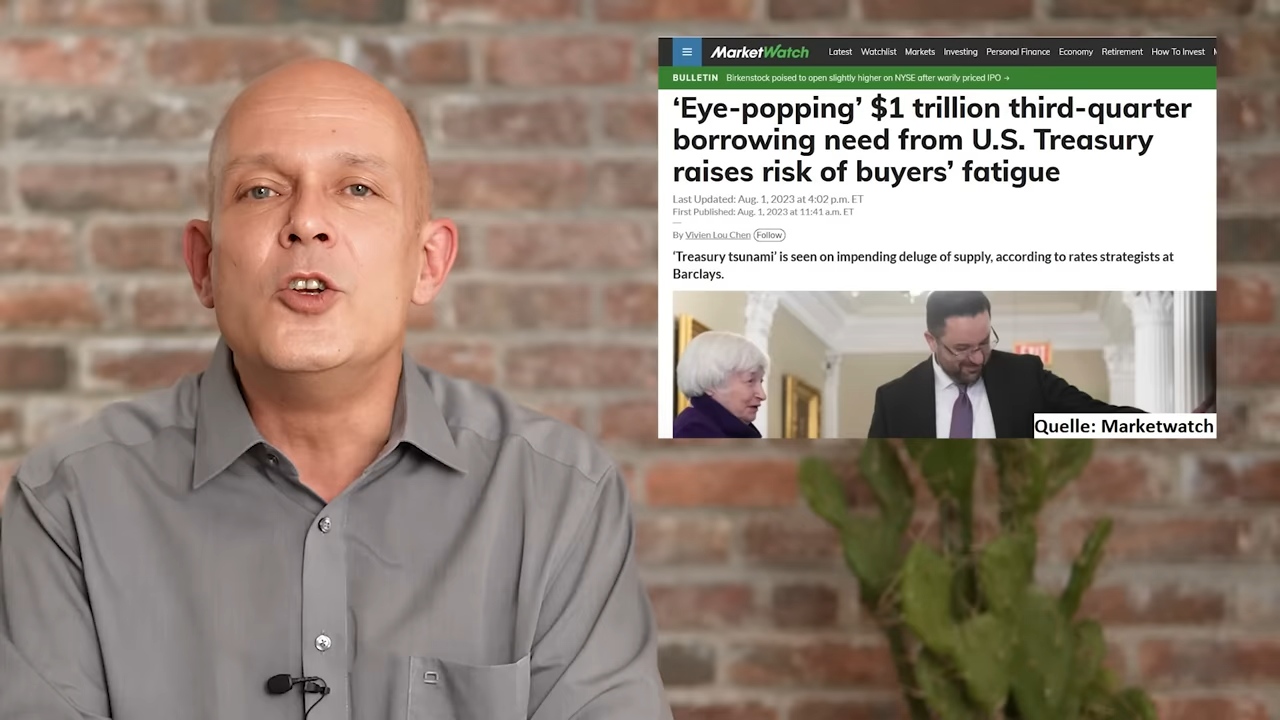 MarketWatch Latest Watchlist Markets Investing Personal Finance Economy Retirement How To Invest
BULLETIN Birkenstock poised to open slightly higher on NYSE after warily priced IPO →
‘Eye-popping’ $1 trillion third-quarter
borrowing need from U.S. Treasury
raises risk of buyers’ fatigue
Last Updated: Aug. 1, 2023 at 4:02 p.m. ET
First Published: Aug. 1, 2023 at 11:41 a.m. ET
By Vivien Lou Chen Follow
‘Treasury tsunami’ is seen on impending deluge of supply, according to rates strategists at
Barclays.
Quelle: Marketwatch